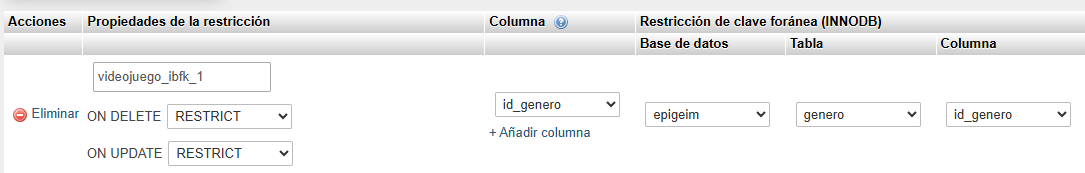 Acciones Propiedades de la restricción Columna Restricción de clave foránea (INNODB)
Base de datos Tabla Columna
videojuego_ibfk_1
Eliminar ON DELETE RESTRICT id_genero epigeim genero id_genero
+ Añadir columna
ON UPDATE RESTRICT